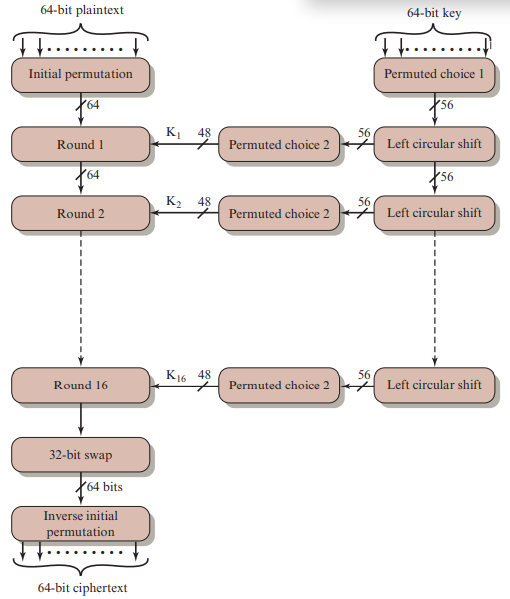 64-bit plaintext
64-bit key
Initial permutation
Permuted choice 1
64
56
Round 1
K1
48
Permuted choice 2
56
Left circular shift
64
56
Round 2
K2
48
Permuted choice 2
56
Left circular shift
Round 16
K16
48
Permuted choice 2
56
Left circular shift
32-bit swap
64 bits
Inverse initial
permutation
64-bit ciphertext